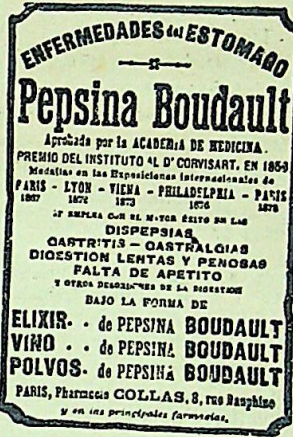 ENFERMEDADES del ESTOMAGO
Pepsina Boudault
Aprobada por la ACADEMIA DE MEDICINA
PREMIO DEL INSTITUTO AL Dr CORVISART, EN 1856
Medallas en las Exposiciones internacionales de
PARIS - LYON - VIENA - PHILADELPHIA - PARIS
1867 1872 1873 1876 1878
SE EMPLEA CON EL MAYOR ÉXITO EN LAS
DISPEPSIAS
GASTRITIS - GASTRALGIAS
DIGESTION LENTAS Y PENOSAS
FALTA DE APETITO
Y OTROS DESORDENES DE LA DIGESTION
BAJO LA FORMA DE
ELIXIR · · de PEPSINA BOUDAULT
VINO · · de PEPSINA BOUDAULT
POLVOS · de PEPSINA BOUDAULT
PARIS, Pharmacie COLLAS, 8, rue Dauphine
y en las principales farmacias.